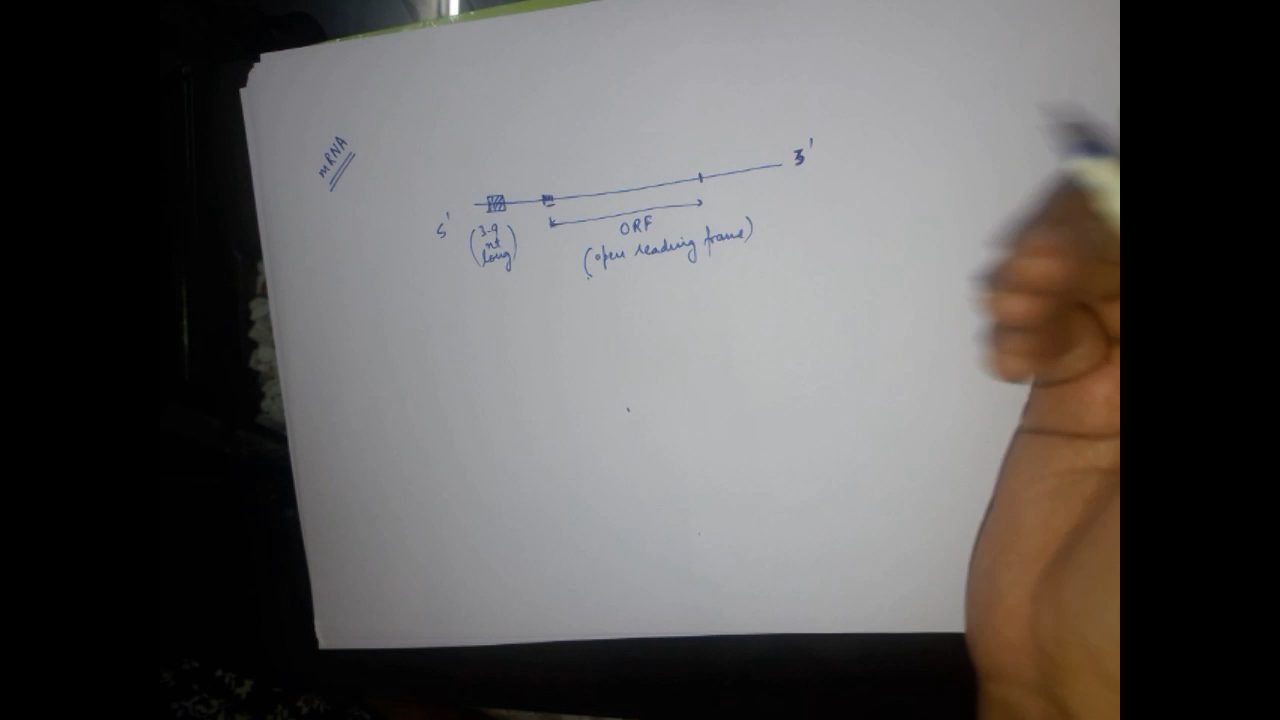 mRNA
5'
3'
(3-9
nt
long)
ORF
(open reading frame)